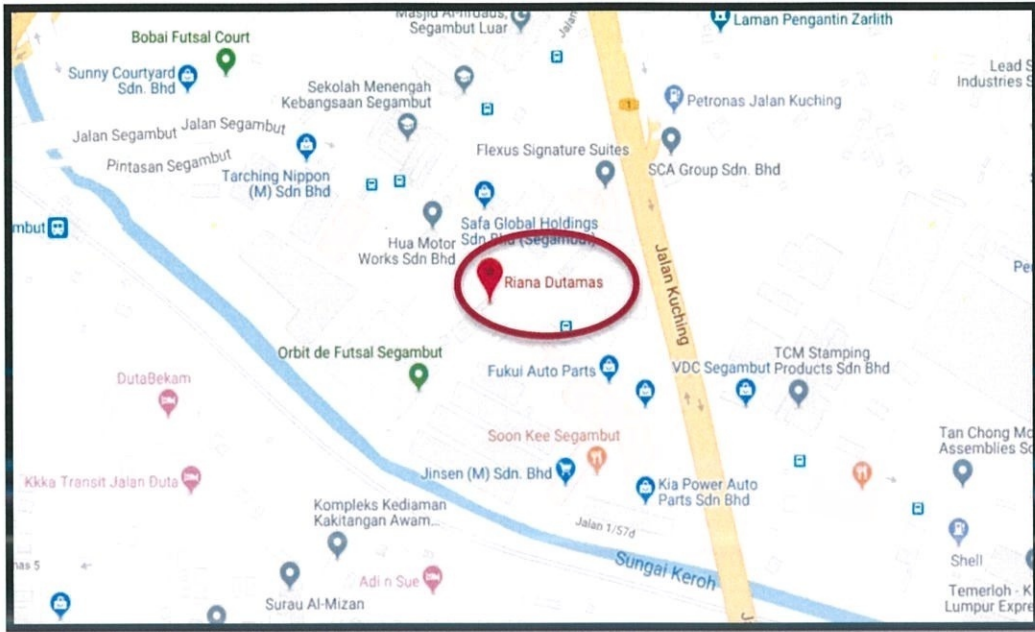 Masjid Al-firdaus,
Segambut Luar
Jalan
Laman Pengantin Zarlith
Bobai Futsal Court
Sunny Courtyard
Sdn. Bhd
Lead S
Industries S
Sekolah Menengah
Kebangsaan Segambut
1
Petronas Jalan Kuching
Jalan Segambut
Jalan Segambut
Pintasan Segambut
Flexus Signature Suites
SCA Group Sdn. Bhd
Tarching Nippon
(M) Sdn Bhd
mbut
Safa Global Holdings
Sdn Bhd (Segambut)
Hua Motor
Works Sdn Bhd
Riana Dutamas
Jalan Kuching
Pe
Orbit de Futsal Segambut
Fukui Auto Parts
VDC Segambut
TCM Stamping
Products Sdn Bhd
DutaBekam
Soon Kee Segambut
Tan Chong Mo
Assemblies Sd
Jinsen (M) Sdn. Bhd
Kkka Transit Jalan Duta
Kia Power Auto
Parts Sdn Bhd
Kompleks Kediaman
Kakitangan Awam...
Jalan 1/57d
Sungai Keroh
Shell
nas 5
Adi n Sue
Surau Al-Mizan
Temerloh - K
Lumpur Expre
J